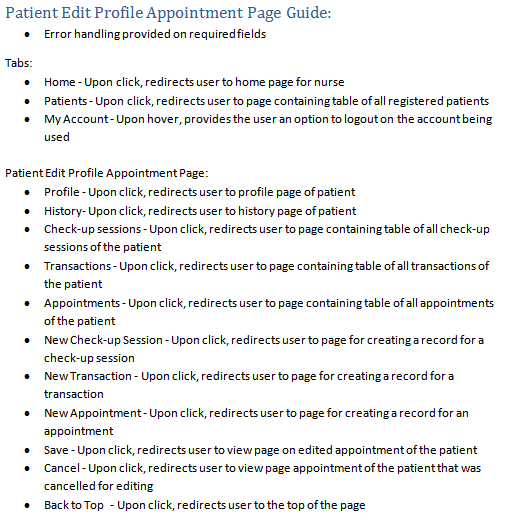 Patient Edit Profile Appointment Page Guide:
• Error handling provided on required fields
Tabs:
• Home - Upon click, redirects user to home page for nurse
• Patients - Upon click, redirects user to page containing table of all registered patients
• My Account - Upon hover, provides the user an option to logout on the account being
used
Patient Edit Profile Appointment Page:
• Profile - Upon click, redirects user to profile page of patient
• History- Upon click, redirects user to history page of patient
• Check-up sessions - Upon click, redirects user to page containing table of all check-up
sessions of the patient
• Transactions - Upon click, redirects user to page containing table of all transactions of
the patient
• Appointments - Upon click, redirects user to page containing table of all appointments
of the patient
• New Check-up Session - Upon click, redirects user to page for creating a record for a
check-up session
• New Transaction - Upon click, redirects user to page for creating a record for a
transaction
• New Appointment - Upon click, redirects user to page for creating a record for an
appointment
• Save - Upon click, redirects user to view page on edited appointment of the patient
• Cancel - Upon click, redirects user to view page appointment of the patient that was
cancelled for editing
• Back to Top - Upon click, redirects user to the top of the page